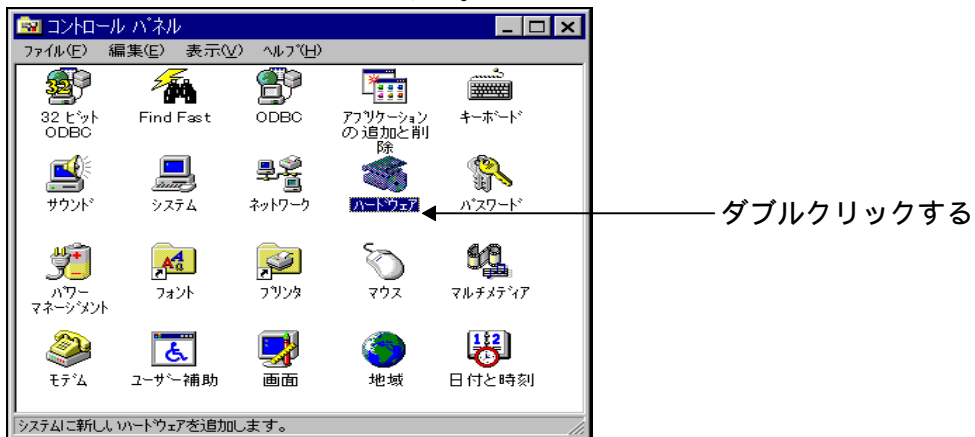 コントロール パネル
ファイル(F) 編集(E) 表示(V) ヘルプ(H)
32 ビット
ODBC
Find Fast
ODBC
アプリケーション
の追加と削
除
キーボード
サウンド
システム
ネットワーク
ハードウェア
パスワード
ダブルクリックする
パワー
マネージメント
フォント
プリンタ
マウス
マルチメディア
モデム
ユーザー補助
画面
地域
日付と時刻
システムに新しいハードウェアを追加します。